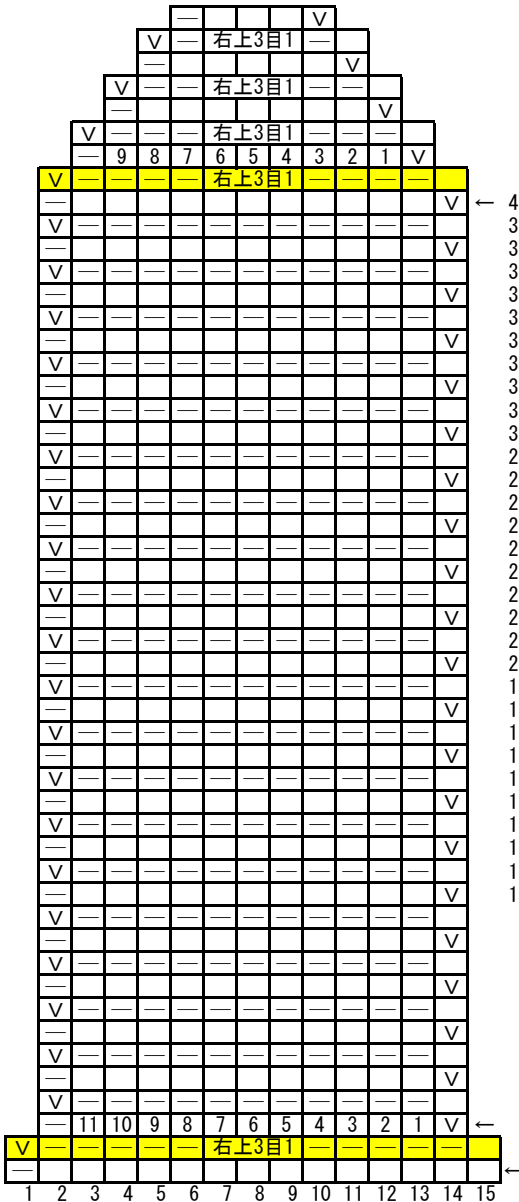 — V
V — 右上3目1 —
— V
V — — 右上3目1 — —
— V
V — — — 右上3目1 — — —
— 9 8 7 6 5 4 3 2 1 V
V — — — — 右上3目1 — — — —
— V ← 4
V — — — — — — — — — — — 3
— V 3
V — — — — — — — — — — — 3
— V 3
V — — — — — — — — — — — 3
— V 3
V — — — — — — — — — — — 3
— V 3
V — — — — — — — — — — — 3
— V 3
V — — — — — — — — — — — 2
— V 2
V — — — — — — — — — — — 2
— V 2
V — — — — — — — — — — — 2
— V 2
V — — — — — — — — — — — 2
— V 2
V — — — — — — — — — — — 2
— V 2
V — — — — — — — — — — — 1
— V 1
V — — — — — — — — — — — 1
— V 1
V — — — — — — — — — — — 1
— V 1
V — — — — — — — — — — — 1
— V 1
V — — — — — — — — — — — 1
— V 1
V — — — — — — — — — — —
— V
V — — — — — — — — — — —
— V
V — — — — — — — — — — —
— V
V — — — — — — — — — — —
— V
V — — — — — — — — — — —
— 11 10 9 8 7 6 5 4 3 2 1 V ←
V — — — — — 右上3目1 — — — — —
— ←
1 2 3 4 5 6 7 8 9 10 11 12 13 14 15